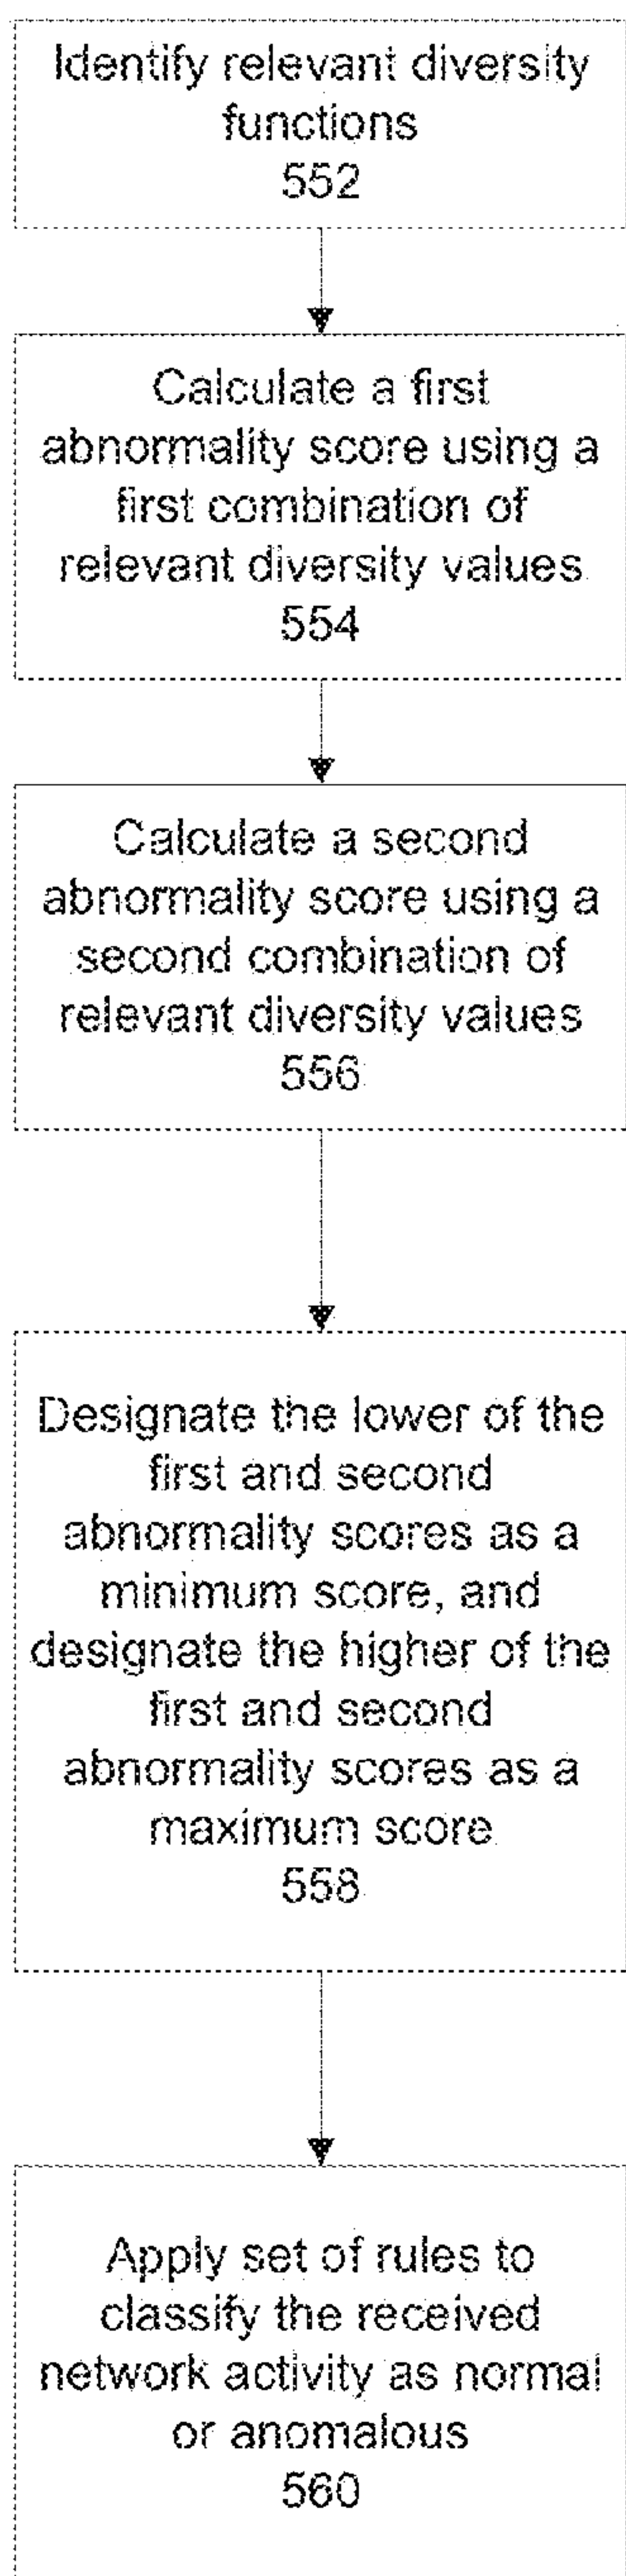 Identify relevant diversity
functions
552
Calculate a first
abnormality score using a
first combination of
relevant diversity values
554
Calculate a second
abnormality score using a
second combination of
relevant diversity values
556
Designate the lower of the
first and second
abnormality scores as a
minimum score, and
designate the higher of the
first and second
abnormality scores as a
maximum score
558
Apply set of rules to
classify the received
network activity as normal
or anomalous
560